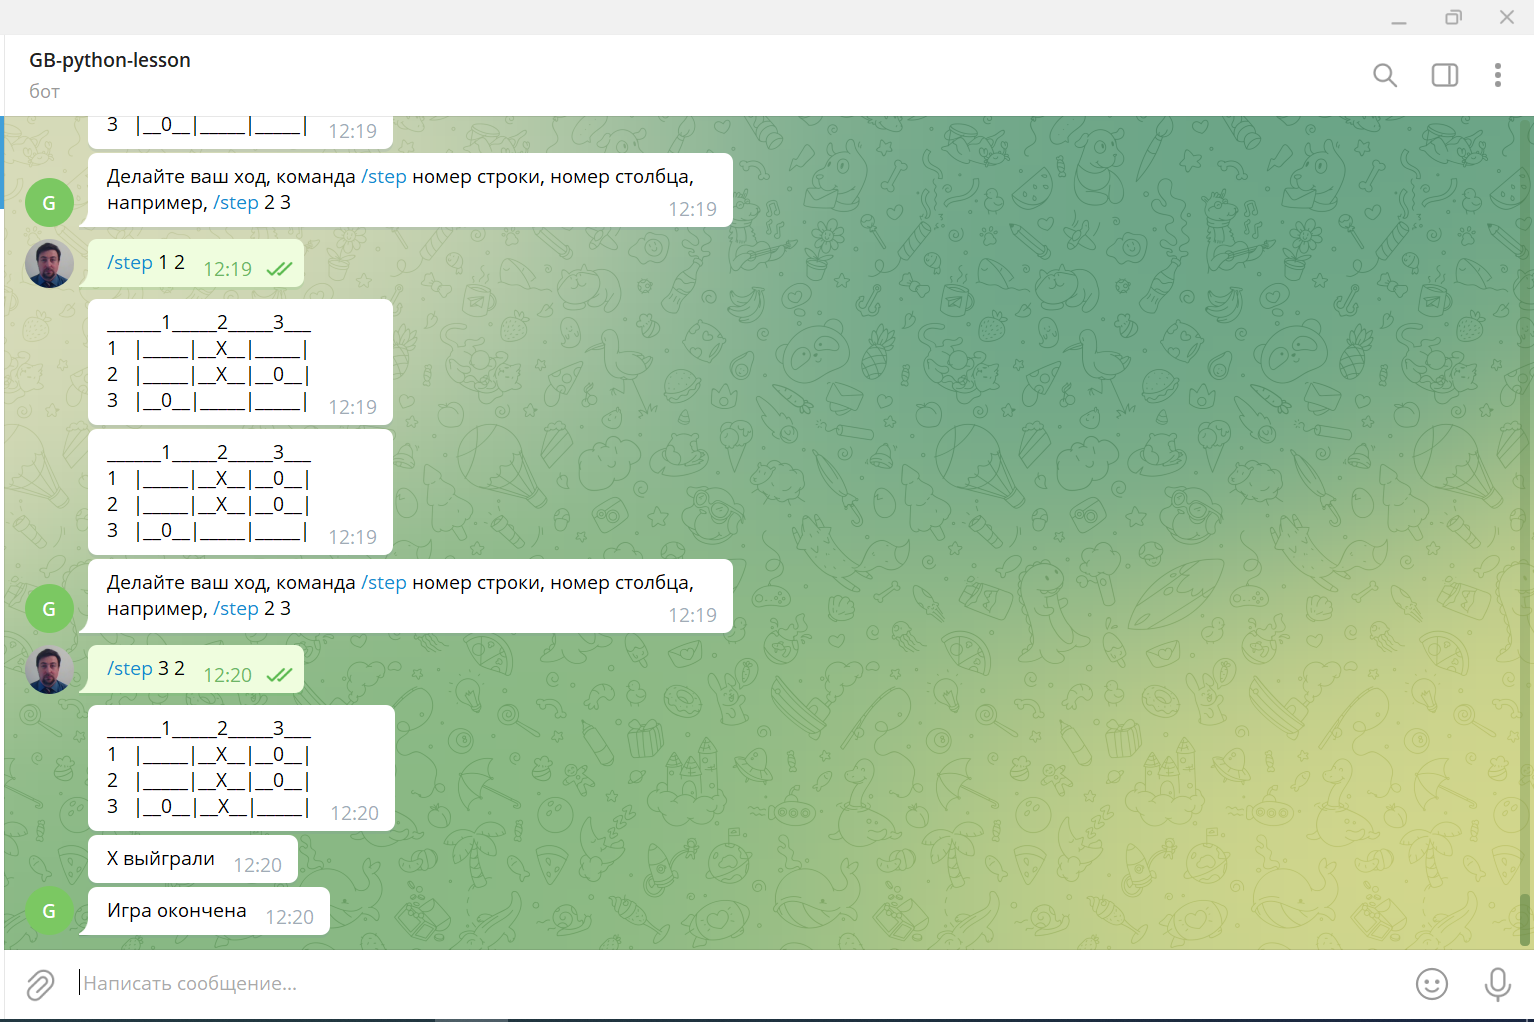 GB-python-lesson
бот
3 |__0__|_____|_____| 12:19
Делайте ваш ход, команда /step номер строки, номер столбца,
например, /step 2 3 12:19
G
/step 1 2 12:19
______1_____2_____3___
1 |_____|__X__|_____|
2 |_____|__X__|__0__|
3 |__0__|_____|_____| 12:19
______1_____2_____3___
1 |_____|__X__|__0__|
2 |_____|__X__|__0__|
3 |__0__|_____|_____| 12:19
Делайте ваш ход, команда /step номер строки, номер столбца,
например, /step 2 3 12:19
G
/step 3 2 12:20
______1_____2_____3___
1 |_____|__X__|__0__|
2 |_____|__X__|__0__|
3 |__0__|__X__|_____| 12:20
X выйграли 12:20
G
Игра окончена 12:20
Написать сообщение...